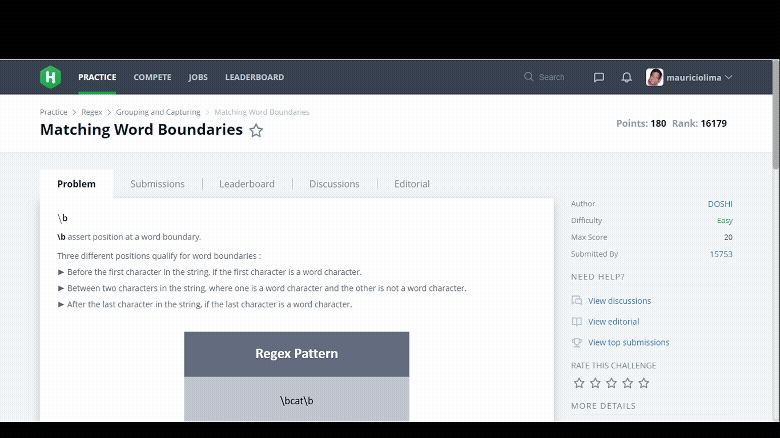 H PRACTICE COMPETE JOBS LEADERBOARD Search mauriciolima
Practice > Regex > Grouping and Capturing > Matching Word Boundaries
Matching Word Boundaries
Points: 180 Rank: 16179
Problem Submissions Leaderboard Discussions Editorial
\b
\b assert position at a word boundary.
Three different positions qualify for word boundaries :
► Before the first character in the string, if the first character is a word character.
► Between two characters in the string, where one is a word character and the other is not a word character.
► After the last character in the string, if the last character is a word character.
Regex Pattern
\bcat\b
Author DOSHI
Difficulty Easy
Max Score 20
Submitted By 15753
NEED HELP?
View discussions
View editorial
View top submissions
RATE THIS CHALLENGE
MORE DETAILS